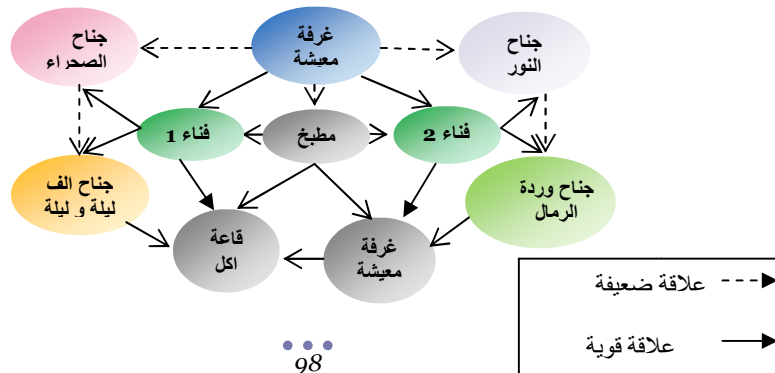 جناح
الصحراء
غرفة
معيشة
جناح
النور
فناء 1
مطبخ
فناء 2
جناح الف
ليلة و ليلة
قاعة
اكل
غرفة
معيشة
جناح وردة
الرمال
علاقة ضعيفة
علاقة قوية
98